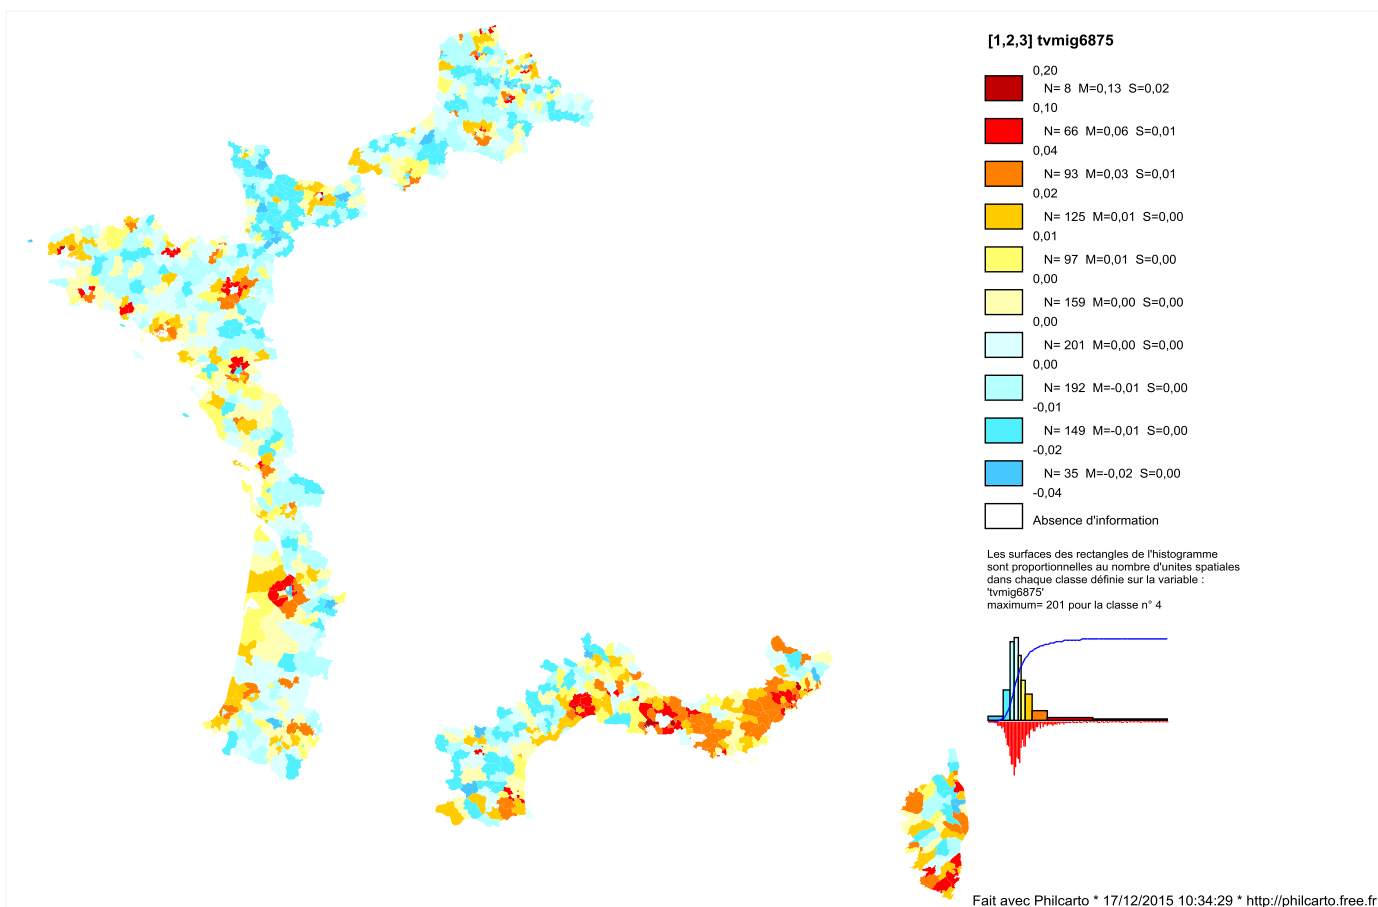 [1,2,3] tvmig6875
0,20
N= 8 M=0,13 S=0,02
0,10
N= 66 M=0,06 S=0,01
0,04
N= 93 M=0,03 S=0,01
0,02
N= 125 M=0,01 S=0,00
0,01
N= 97 M=0,01 S=0,00
0,00
N= 159 M=0,00 S=0,00
0,00
N= 201 M=0,00 S=0,00
0,00
N= 192 M=-0,01 S=0,00
-0,01
N= 149 M=-0,01 S=0,00
-0,02
N= 35 M=-0,02 S=0,00
-0,04
Absence d'information
Les surfaces des rectangles de l'histogramme
sont proportionnelles au nombre d'unites spatiales
dans chaque classe définie sur la variable :
'tvmig6875'
maximum= 201 pour la classe n° 4
Fait avec Philcarto * 17/12/2015 10:34:29 * http://philcarto.free.fr